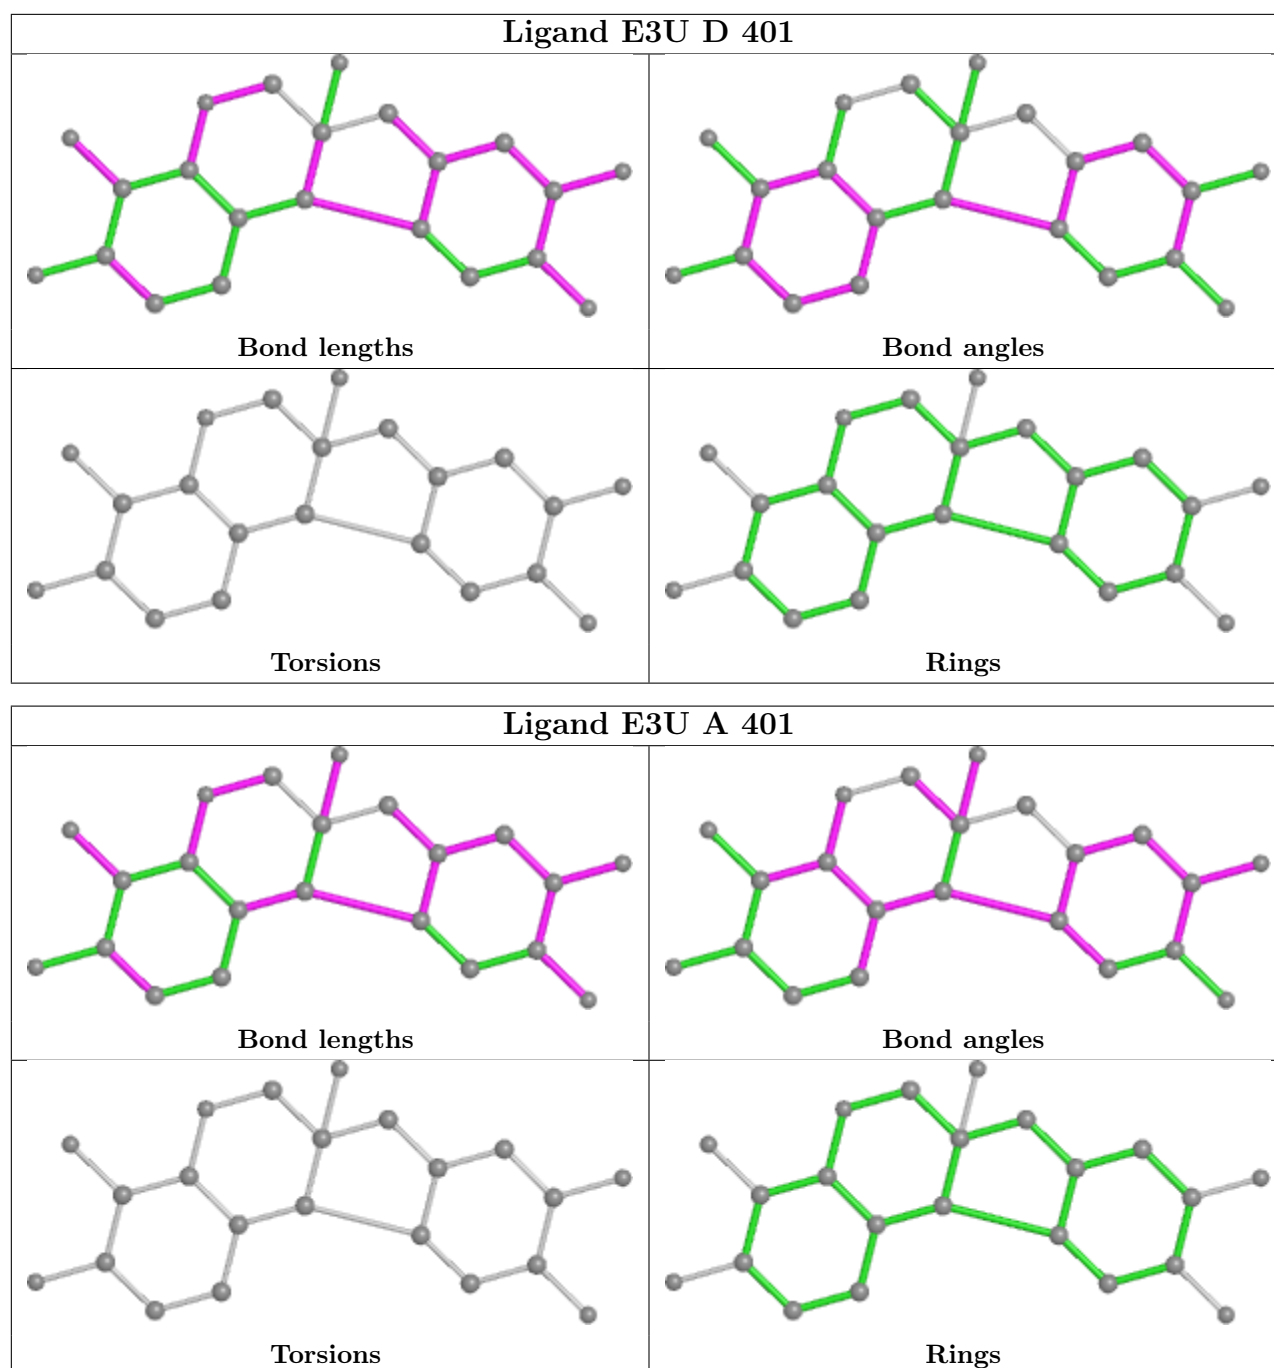 Ligand E3U D 401
Bond lengths
Bond angles
Torsions
Rings
Ligand E3U A 401
Bond lengths
Bond angles
Torsions
Rings